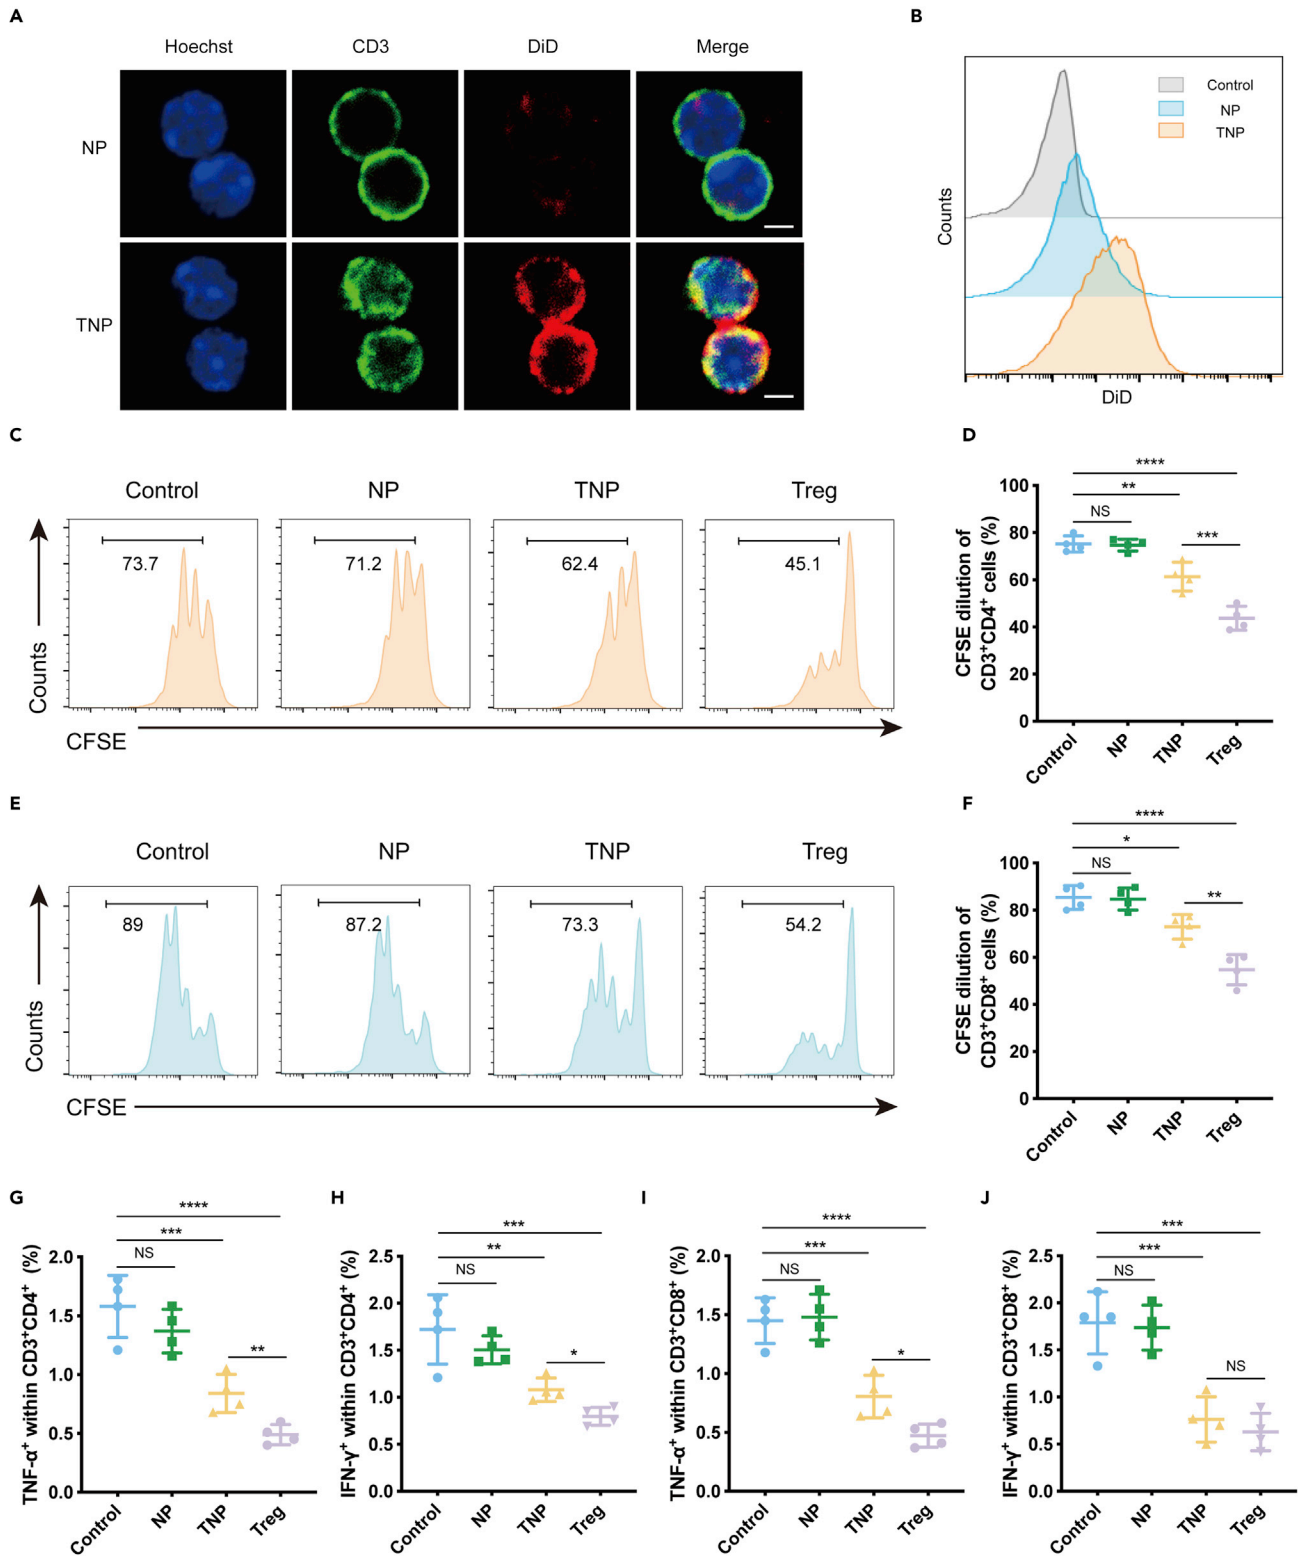 A
Hoechst CD3 DiD Merge
NP
TNP
B
Control
NP
TNP
Counts
DiD
C
Control NP TNP Treg
73.7 71.2 62.4 45.1
Counts
CFSE
D
****
**
NS
***
100
80
60
40
20
0
CFSE dilution of
CD3⁺CD4⁺ cells (%)
Control NP TNP Treg
E
Control NP TNP Treg
89 87.2 73.3 54.2
Counts
CFSE
F
****
*
NS
**
100
80
60
40
20
0
CFSE dilution of
CD3⁺CD8⁺ cells (%)
Control NP TNP Treg
G
****
***
NS
**
2.0
1.5
1.0
0.5
0.0
TNF-α⁺ within CD3⁺CD4⁺ (%)
Control NP TNP Treg
H
***
**
NS
*
2.5
2.0
1.5
1.0
0.5
0.0
IFN-γ⁺ within CD3⁺CD4⁺ (%)
Control NP TNP Treg
I
****
***
NS
*
2.0
1.5
1.0
0.5
0.0
TNF-α⁺ within CD3⁺CD8⁺ (%)
Control NP TNP Treg
J
***
***
NS
NS
2.5
2.0
1.5
1.0
0.5
0.0
IFN-γ⁺ within CD3⁺CD8⁺ (%)
Control NP TNP Treg